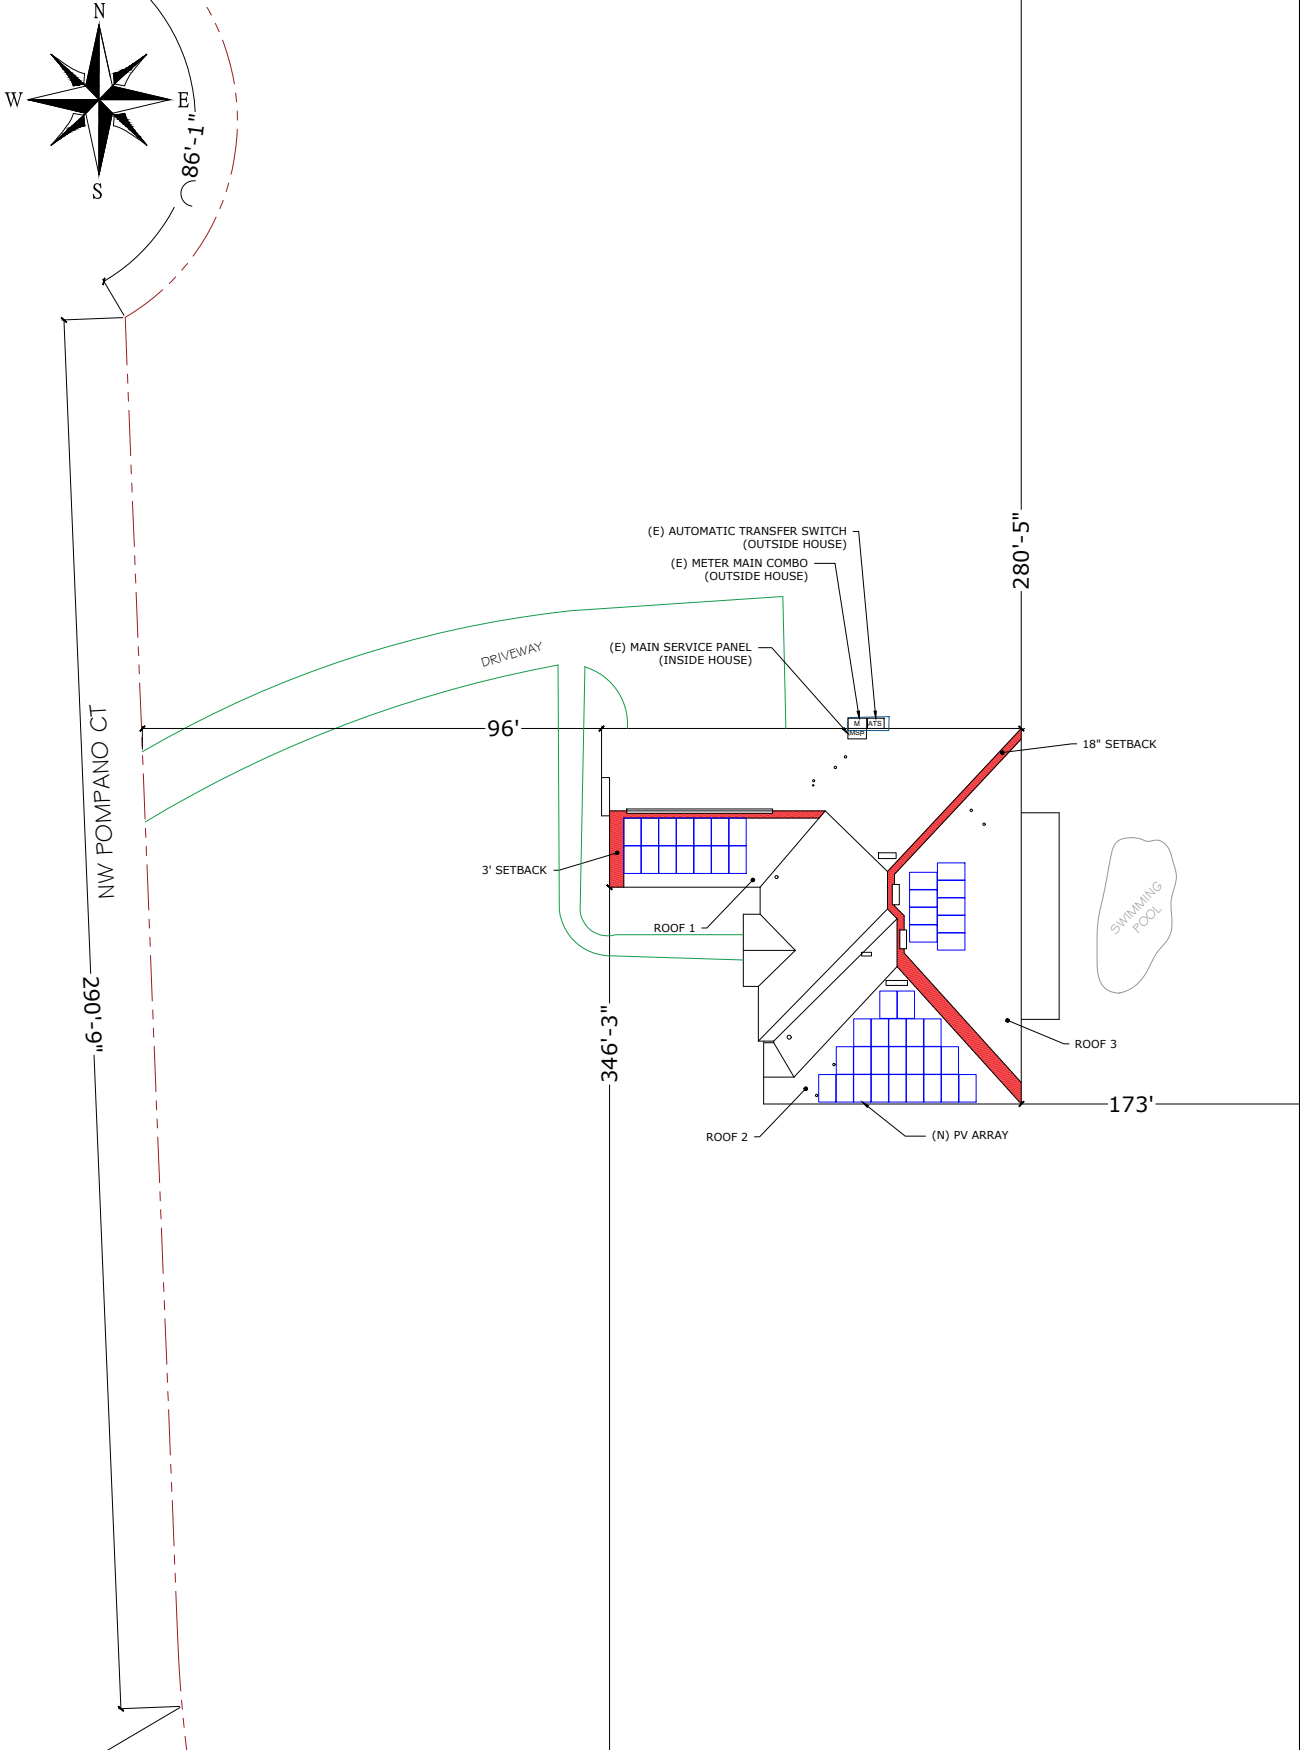 N
W
E
S
86'-1"
280'-5"
(E) AUTOMATIC TRANSFER SWITCH
(OUTSIDE HOUSE)
(E) METER MAIN COMBO
(OUTSIDE HOUSE)
(E) MAIN SERVICE PANEL
(INSIDE HOUSE)
DRIVEWAY
M
ATS
MSP
96'
18" SETBACK
NW POMPANO CT
3' SETBACK
SWIMMING
POOL
ROOF 1
290'-9"
346'-3"
ROOF 3
173'
ROOF 2
(N) PV ARRAY